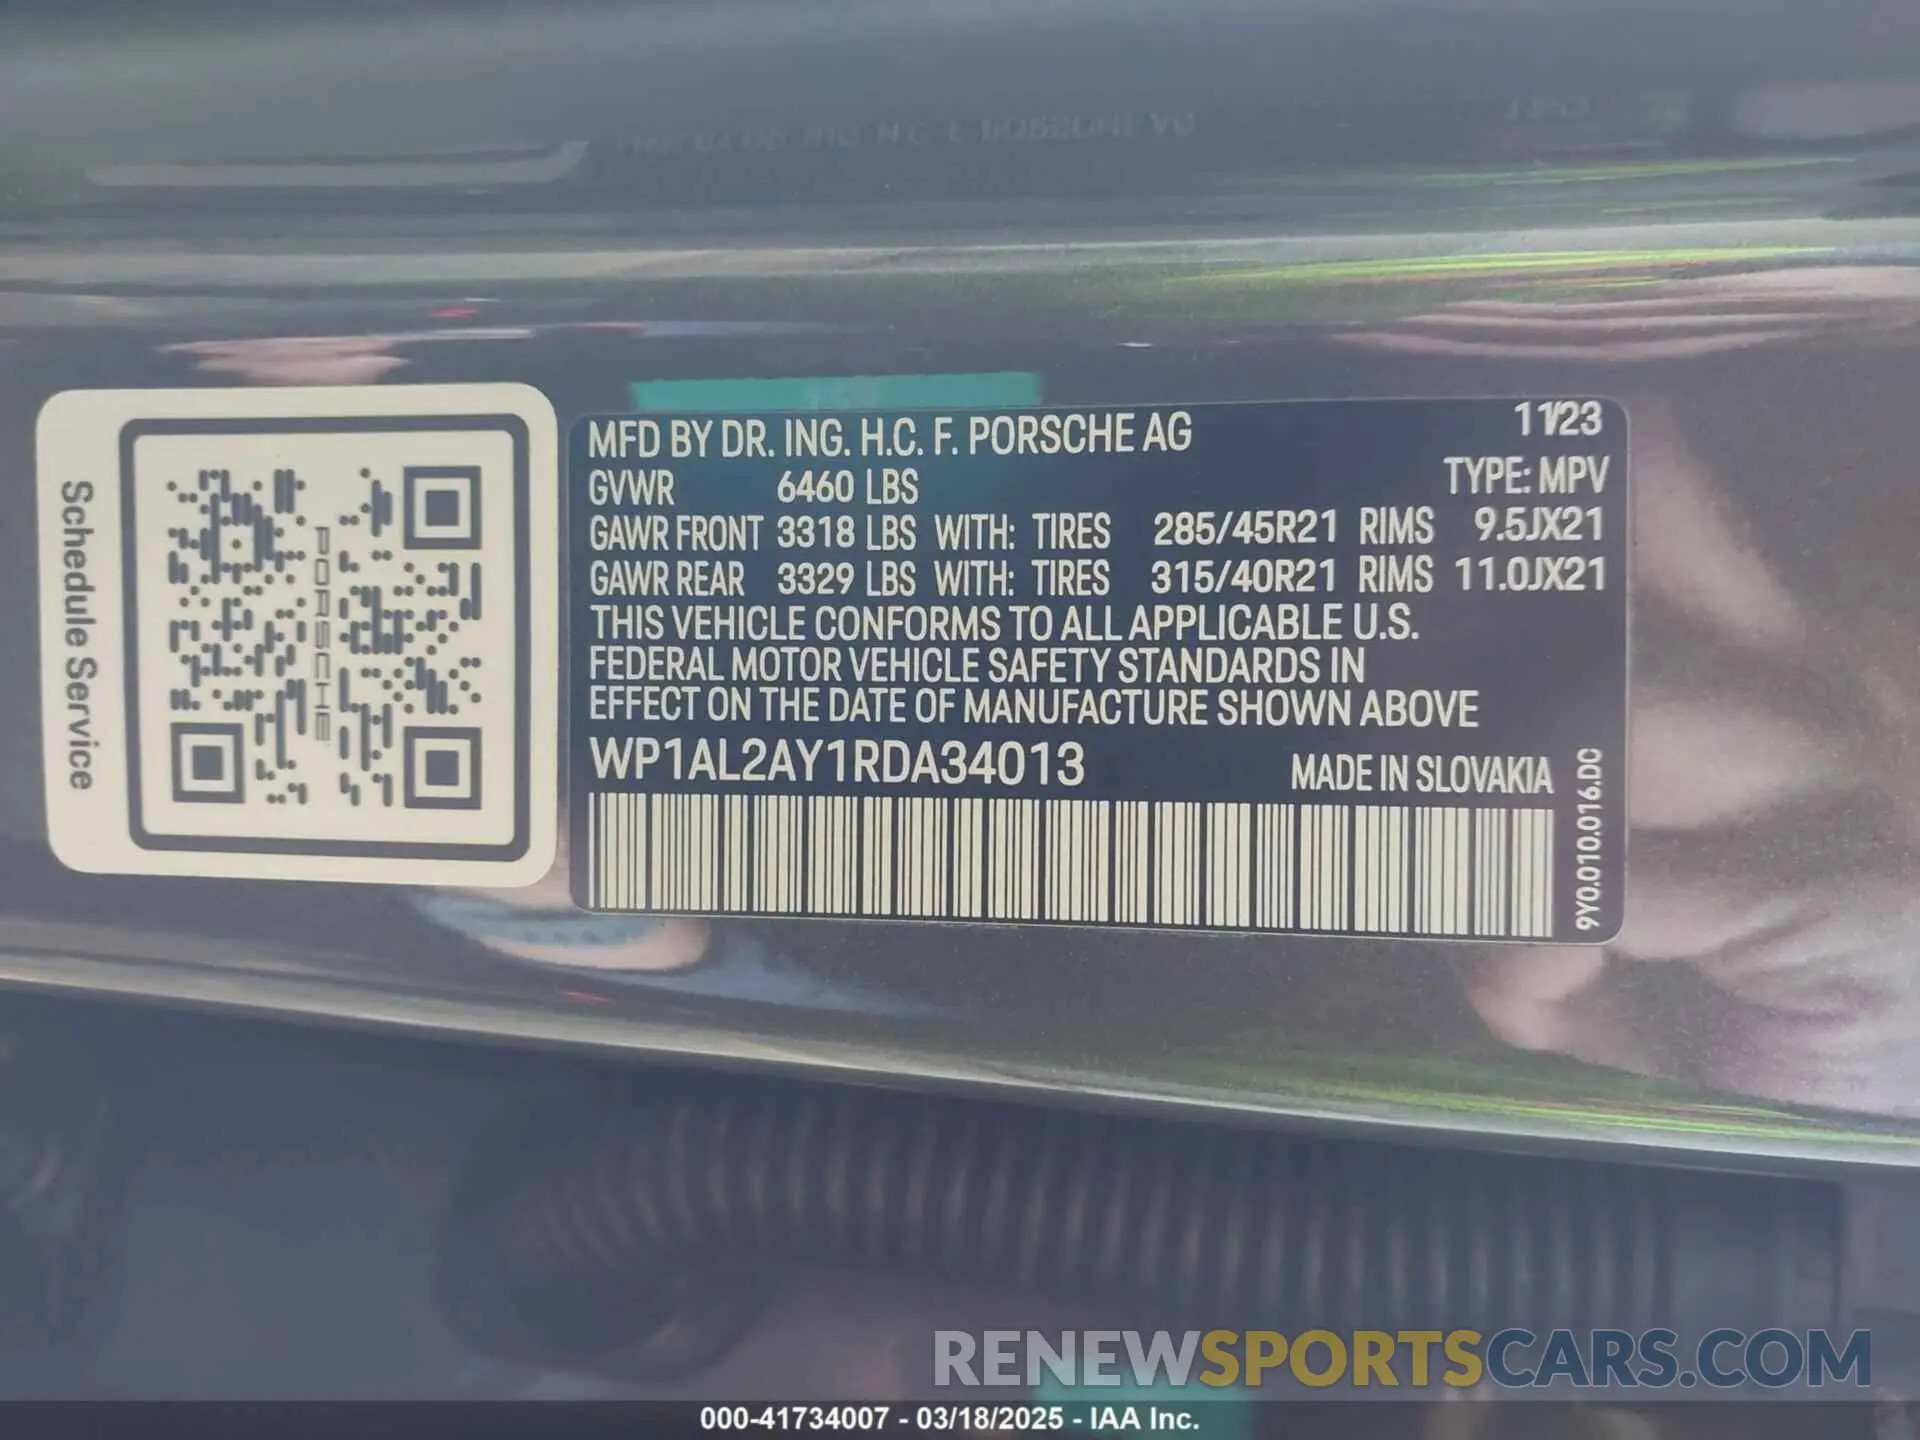 Schedule Service
PORSCHE
MFD BY DR. ING. H.C. F. PORSCHE AG 11/23
GVWR 6460 LBS TYPE: MPV
GAWR FRONT 3318 LBS WITH: TIRES 285/45R21 RIMS 9.5JX21
GAWR REAR 3329 LBS WITH: TIRES 315/40R21 RIMS 11.0JX21
THIS VEHICLE CONFORMS TO ALL APPLICABLE U.S.
FEDERAL MOTOR VEHICLE SAFETY STANDARDS IN
EFFECT ON THE DATE OF MANUFACTURE SHOWN ABOVE
WP1AL2AY1RDA34013 MADE IN SLOVAKIA
9Y0.010.016.DC
RENEWSPORTSCARS.COM
000-41734007 - 03/18/2025 - IAA Inc.